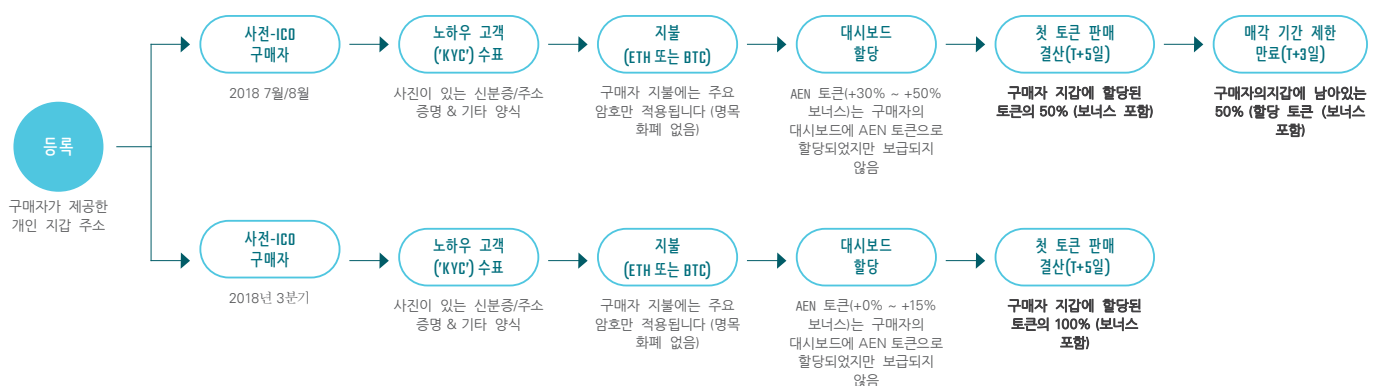 등록
구매자가 제공한
개인 지갑 주소
사전-ICO
구매자
2018 7월/8월
노하우 고객
('KYC') 수표
사진이 있는 신분증/주소
증명 & 기타 양식
지불
(ETH 또는 BTC)
구매자 지불에는 주요
암호만 적용됩니다 (명목
화폐 없음)
대시보드
할당
AEN 토큰(+30% ~ +50%
보너스)는 구매자의
대시보드에 AEN 토큰으로
할당되었지만 보급되지
않음
첫 토큰 판매
결산(T+5일)
구매자 지갑에 할당된
토큰의 50% (보너스 포함)
매각 기간 제한
만료(T+3일)
구매자의지갑에 남아있는
50% (할당 토큰 (보너스
포함)
사전-ICO
구매자
2018년 3분기
노하우 고객
('KYC') 수표
사진이 있는 신분증/주소
증명 & 기타 양식
지불
(ETH 또는 BTC)
구매자 지불에는 주요
암호만 적용됩니다 (명목
화폐 없음)
대시보드
할당
AEN 토큰(+0% ~ +15%
보너스)는 구매자의
대시보드에 AEN 토큰으로
할당되었지만 보급되지
않음
첫 토큰 판매
결산(T+5일)
구매자 지갑에 할당된
토큰의 100% (보너스
포함)